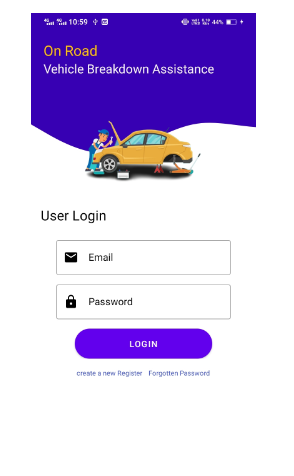 10:59
44%
On Road
Vehicle Breakdown Assistance
User Login
Email
Password
LOGIN
create a new Register Forgotten Password